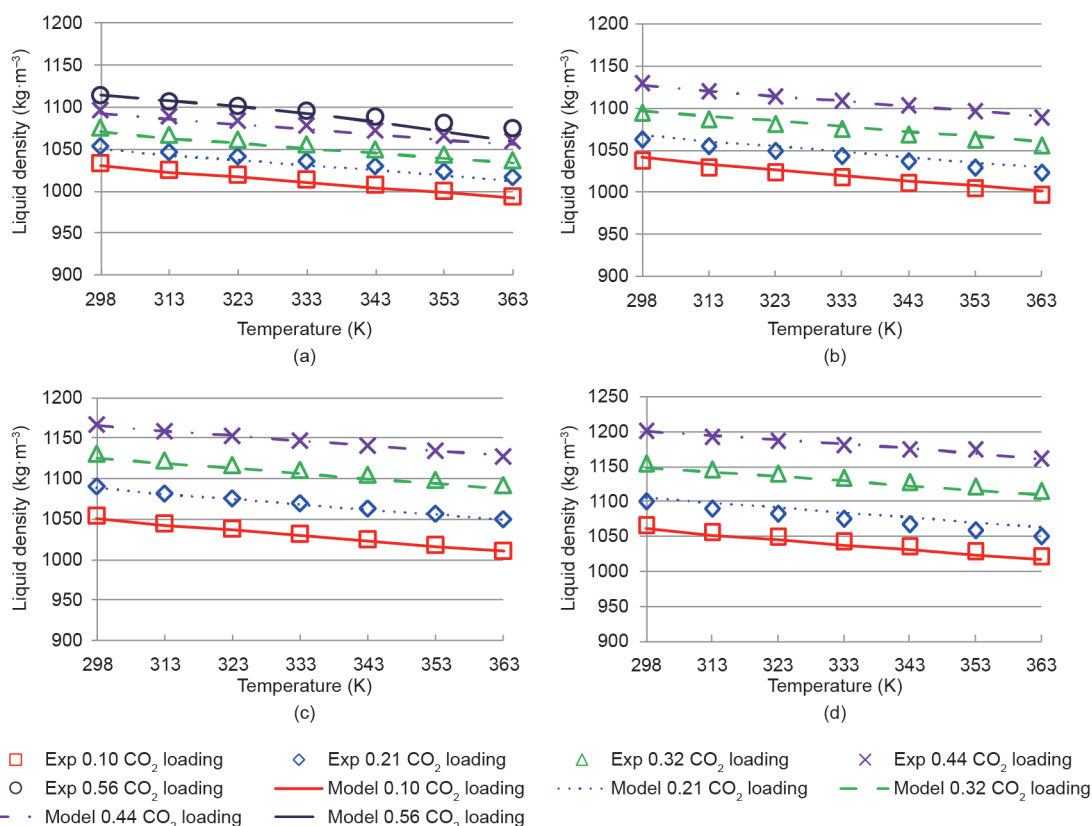 1200
1150
1100
1050
1000
950
900
Liquid density (kg·m⁻³)
298 313 323 333 343 353 363
Temperature (K)
(a)
1200
1150
1100
1050
1000
950
900
Liquid density (kg·m⁻³)
298 313 323 333 343 353 363
Temperature (K)
(b)
1200
1150
1100
1050
1000
950
900
Liquid density (kg·m⁻³)
298 313 323 333 343 353 363
Temperature (K)
(c)
1250
1200
1150
1100
1050
1000
950
900
Liquid density (kg·m⁻³)
298 313 323 333 343 353 363
Temperature (K)
(d)
Exp 0.10 CO₂ loading Exp 0.21 CO₂ loading Exp 0.32 CO₂ loading Exp 0.44 CO₂ loading
Exp 0.56 CO₂ loading Model 0.10 CO₂ loading Model 0.21 CO₂ loading Model 0.32 CO₂ loading
Model 0.44 CO₂ loading Model 0.56 CO₂ loading